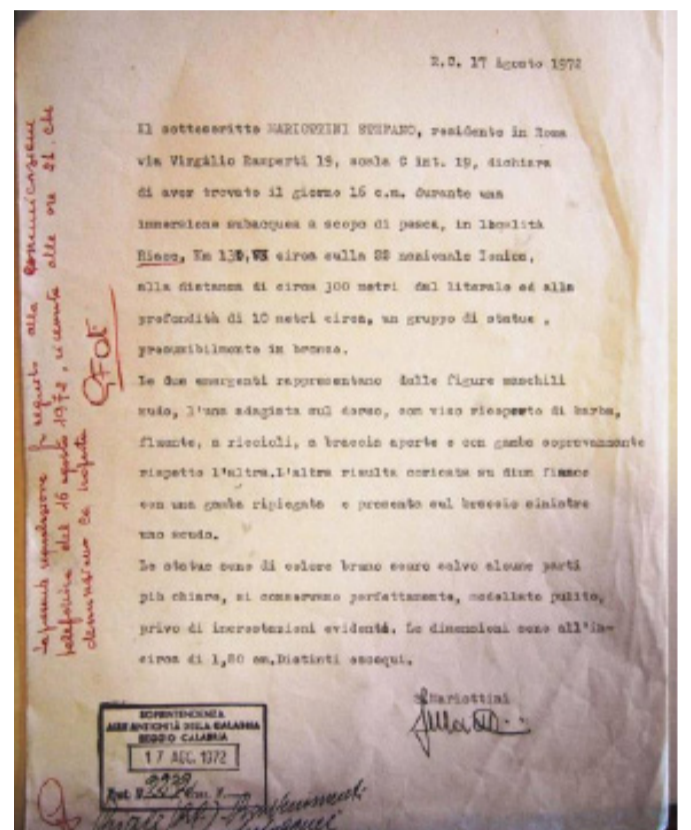 R.C. 17 Agosto 1972
Il sottoscritto MARIOTTINI STEFANO, residente in Roma
via Virgilio Ramperti 19, scala C int. 19, dichiara
di aver trovato il giorno 16 c.m. durante una
immersione subacquea a scopo di pesca, in località
Riace, Km circa sulla SS nazionale Ionica,
alla distanza di circa 300 metri dal litorale ed alla
profondità di 10 metri circa, un gruppo di statue ,
presumibilmente in bronzo.
Le due emergenti rappresentano delle figure maschili
nude, l'una adagiata sul dorso, con viso ricoperto di barba,
fluente, a riccioli, a braccia aperte e con gamba sopravanzante
rispetto l'altra.L'altra risulta coricata su di un fianco
con una gamba ripiegata e presenta sul braccio sinistro
uno scudo.
Le statue sono di colore bruno scuro salvo alcune parti
più chiare, si conservano perfettamente, modellato pulito,
privo di incrostazioni evidenti. Le dimensioni sono all'in-
circa di 1,80 cm.Distinti ossequi.
SMariottini
la presente segnalazione fa seguito alla comunicazione
telefonica del 16 agosto 1972, ricevuta alle ore 21, che
denunziava la scoperta
SOPRINTENDENZA
ALLE ANTICHITÀ DELLA CALABRIA
REGGIO CALABRIA
17 AGO. 1972
Prot. N. 2929